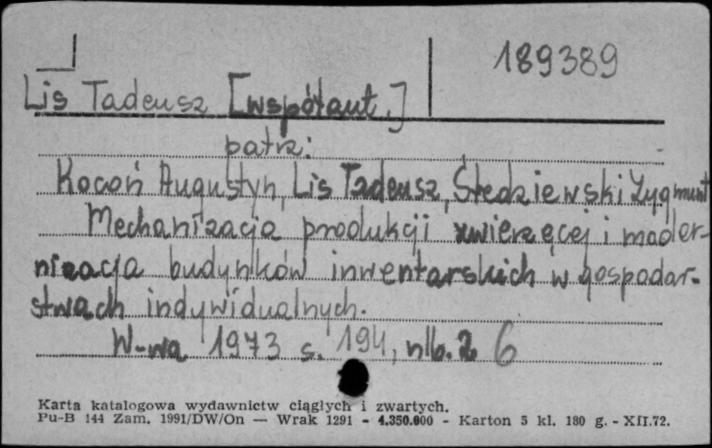 189389
Lis Tadeusz [współaut.]
patrz:
Kocoń Augustyn, Lis Tadeusz, Śledziewski Zygmunt
Mechanizacja produkcji zwierzęcej i moder-
nizacja budynków inwentarskich w gospodar-
stwach indywidualnych.
W-wa 1973 s. 194, nlb. 2 6
Karta katalogowa wydawnictw ciągłych i zwartych.
Pu-B 144 Zam. 1991/DW/On — Wrak 1291 - 4.350.000 - Karton 5 kl. 180 g. - XII.72.